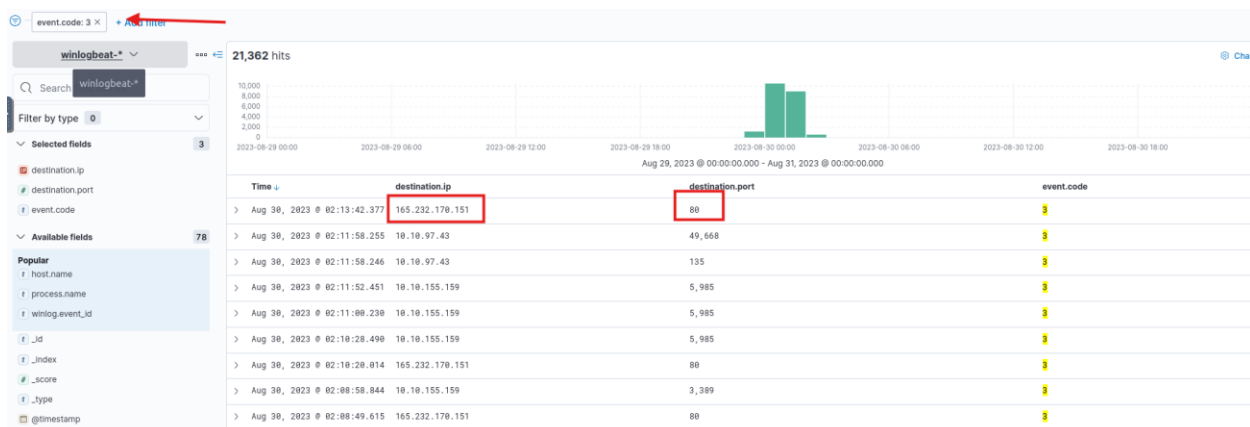 event.code: 3 × + Add filter
winlogbeat-*
21,362 hits
Cha
Search
winlogbeat-*
Filter by type 0
Selected fields 3
destination.ip
destination.port
event.code
Available fields 78
Popular
host.name
process.name
winlog.event_id
_id
_index
_score
_type
@timestamp
10,000
8,000
6,000
4,000
2,000
0
2023-08-29 00:00 2023-08-29 06:00 2023-08-29 12:00 2023-08-29 18:00 2023-08-30 00:00 2023-08-30 06:00 2023-08-30 12:00 2023-08-30 18:00
Aug 29, 2023 @ 00:00:00.000 - Aug 31, 2023 @ 00:00:00.000
Time destination.ip destination.port event.code
Aug 30, 2023 @ 02:13:42.377 165.232.170.151 80 3
Aug 30, 2023 @ 02:11:58.255 10.10.97.43 49,668 3
Aug 30, 2023 @ 02:11:58.246 10.10.97.43 135 3
Aug 30, 2023 @ 02:11:52.451 10.10.155.159 5,985 3
Aug 30, 2023 @ 02:11:00.230 10.10.155.159 5,985 3
Aug 30, 2023 @ 02:10:28.490 10.10.155.159 5,985 3
Aug 30, 2023 @ 02:10:20.014 165.232.170.151 80 3
Aug 30, 2023 @ 02:08:58.844 10.10.155.159 3,389 3
Aug 30, 2023 @ 02:08:49.615 165.232.170.151 80 3